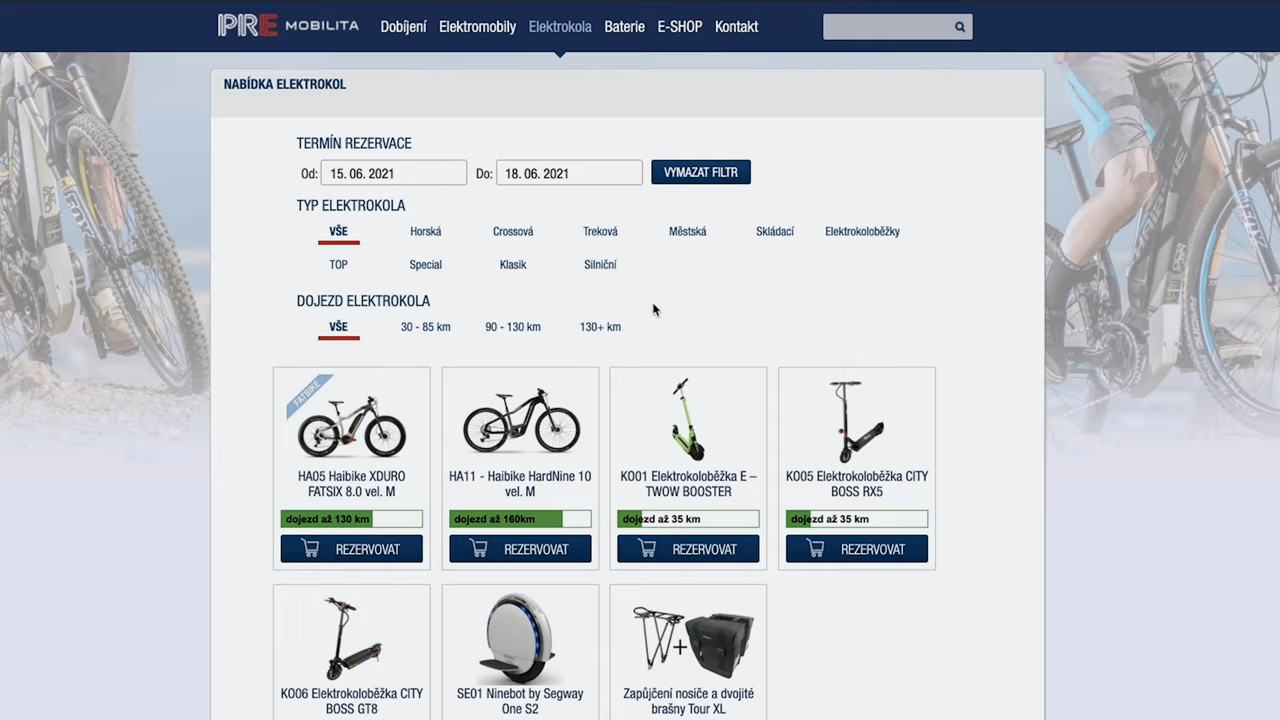 PRE MOBILITA
Dobíjení Elektromobily Elektrokola Baterie E-SHOP Kontakt
NABÍDKA ELEKTROKOL
TERMÍN REZERVACE
Od: 15. 06. 2021 Do: 18. 06. 2021 VYMAZAT FILTR
TYP ELEKTROKOLA
VŠE Horská Crossová Treková Městská Skládací Elektrokoloběžky
TOP Special Klasik Silniční
DOJEZD ELEKTROKOLA
VŠE 30 - 85 km 90 - 130 km 130+ km
FATBIKE
HA05 Haibike XDURO
FATSIX 8.0 vel. M
dojezd až 130 km
REZERVOVAT
HA11 - Haibike HardNine 10
vel. M
dojezd až 160km
REZERVOVAT
KO01 Elektrokoloběžka E –
TWOW BOOSTER
dojezd až 35 km
REZERVOVAT
KO05 Elektrokoloběžka CITY
BOSS RX5
dojezd až 35 km
REZERVOVAT
KO06 Elektrokoloběžka CITY
BOSS GT8
SE01 Ninebot by Segway
One S2
+
Zapůjčení nosiče a dvojité
brašny Tour XL